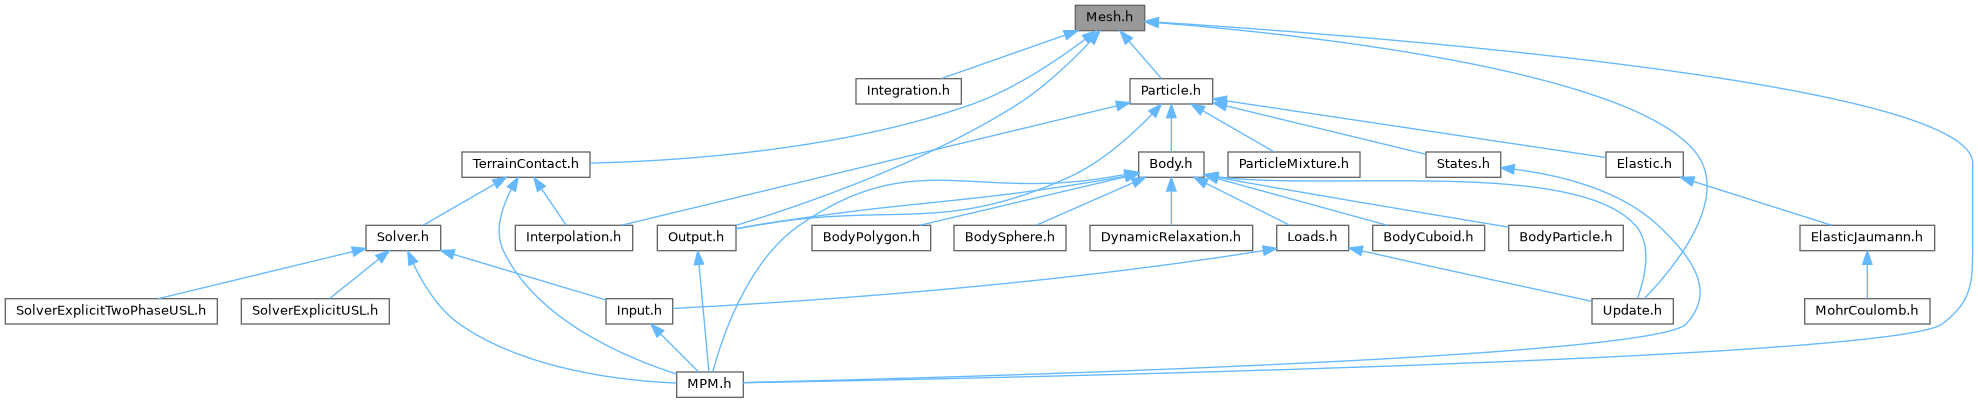 Mesh.h
Integration.h
Particle.h
TerrainContact.h
Body.h
ParticleMixture.h
States.h
Elastic.h
Solver.h
Interpolation.h
Output.h
BodyPolygon.h
BodySphere.h
DynamicRelaxation.h
Loads.h
BodyCuboid.h
BodyParticle.h
ElasticJaumann.h
SolverExplicitTwoPhaseUSL.h
SolverExplicitUSL.h
Input.h
Update.h
MohrCoulomb.h
MPM.h